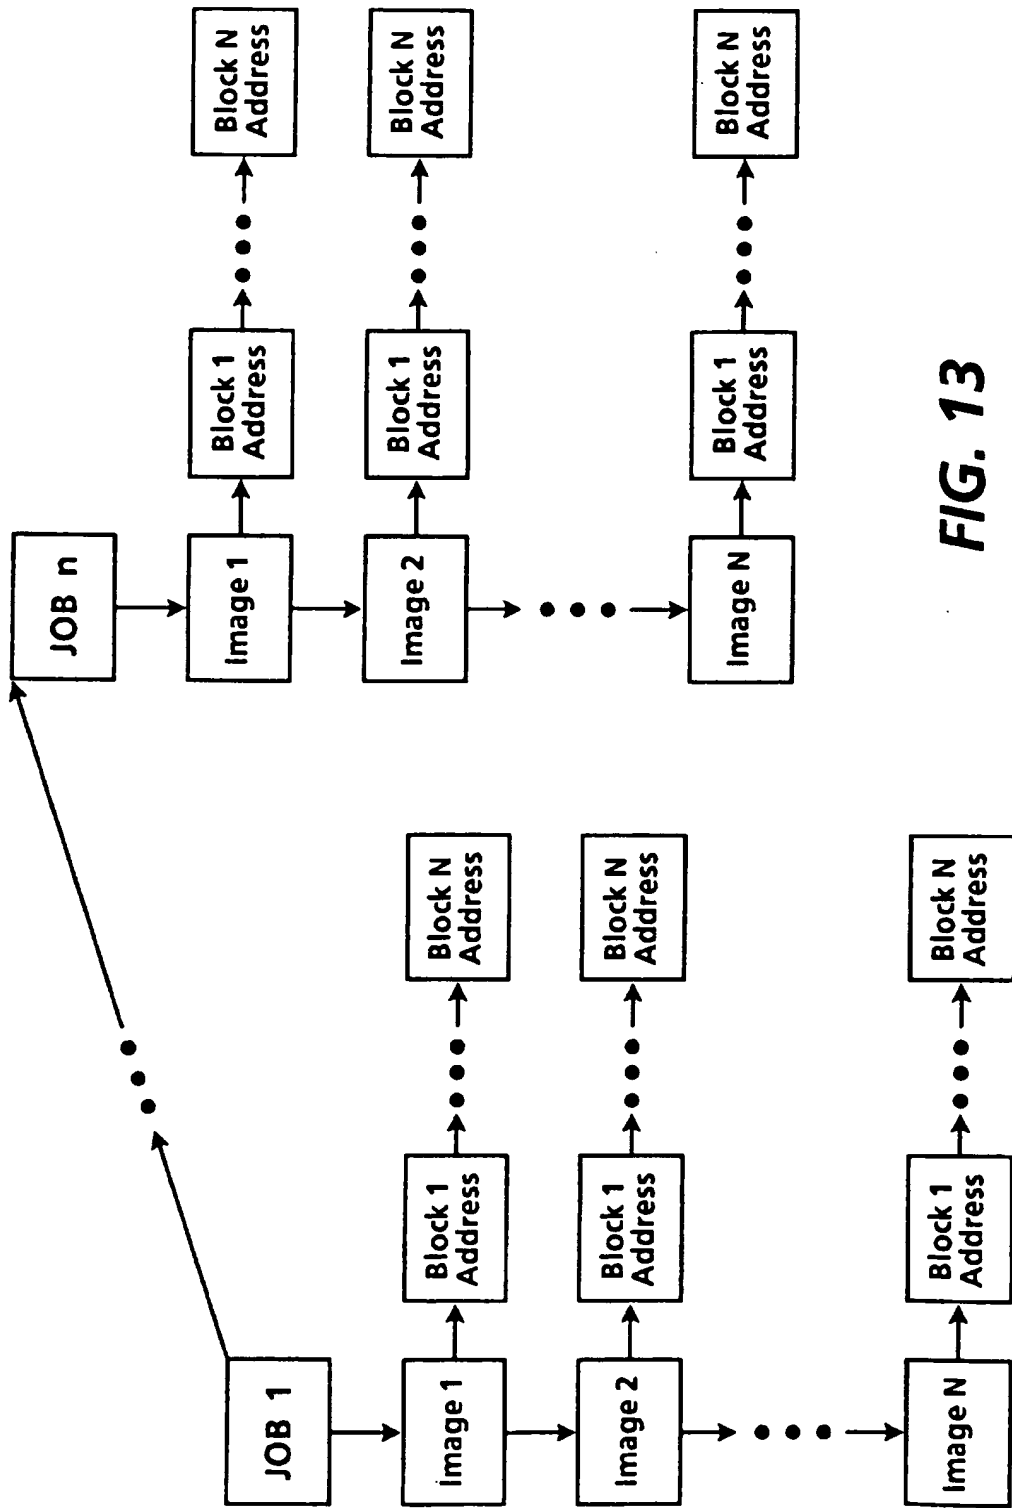 JOB 1
Image 1
Block 1
Address
Block N
Address
Image 2
Block 1
Address
Block N
Address
Image N
Block 1
Address
Block N
Address
JOB n
Image 1
Block 1
Address
Block N
Address
Image 2
Block 1
Address
Block N
Address
Image N
Block 1
Address
Block N
Address
FIG. 13